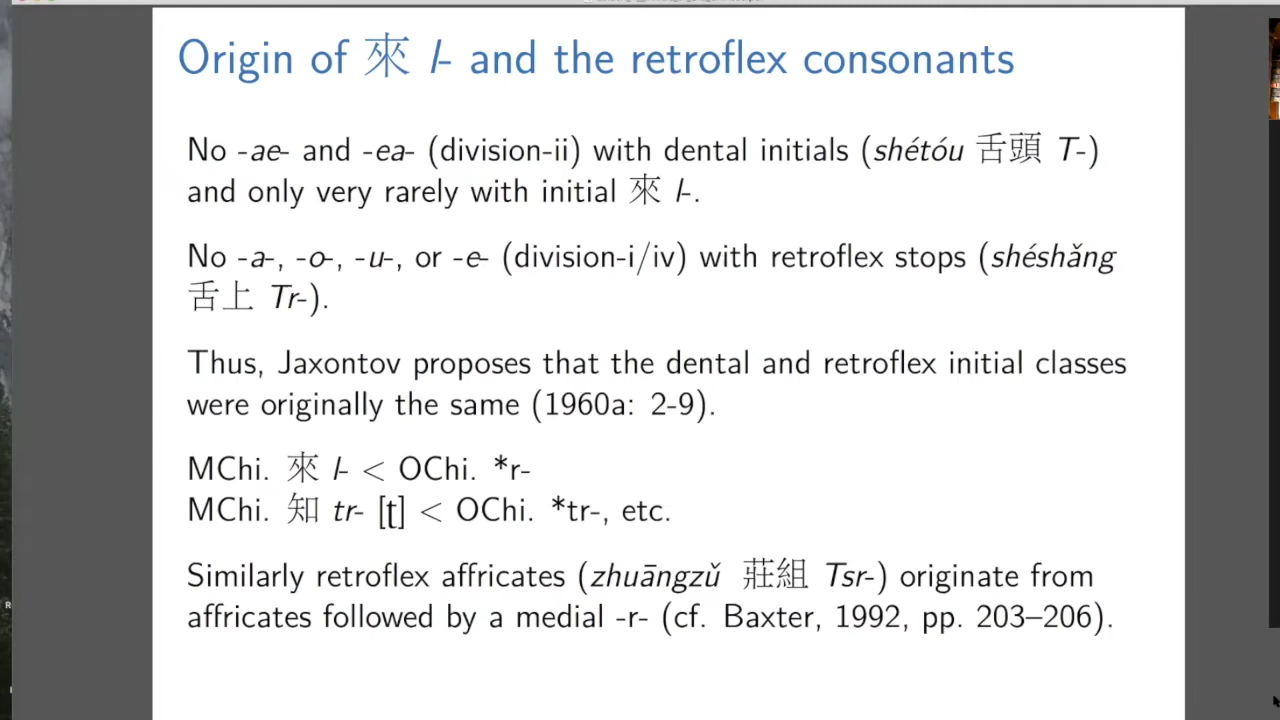 Origin of 來 l- and the retroflex consonants
No -ae- and -ea- (division-ii) with dental initials (shétóu 舌頭 T-)
and only very rarely with initial 來 l-.
No -a-, -o-, -u-, or -e- (division-i/iv) with retroflex stops (shéshǎng
舌上 Tr-).
Thus, Jaxontov proposes that the dental and retroflex initial classes
were originally the same (1960a: 2-9).
MChi. 來 l- < OChi. *r-
MChi. 知 tr- [ʈ] < OChi. *tr-, etc.
Similarly retroflex affricates (zhuāngzǔ 莊組 Tsr-) originate from
affricates followed by a medial -r- (cf. Baxter, 1992, pp. 203–206).